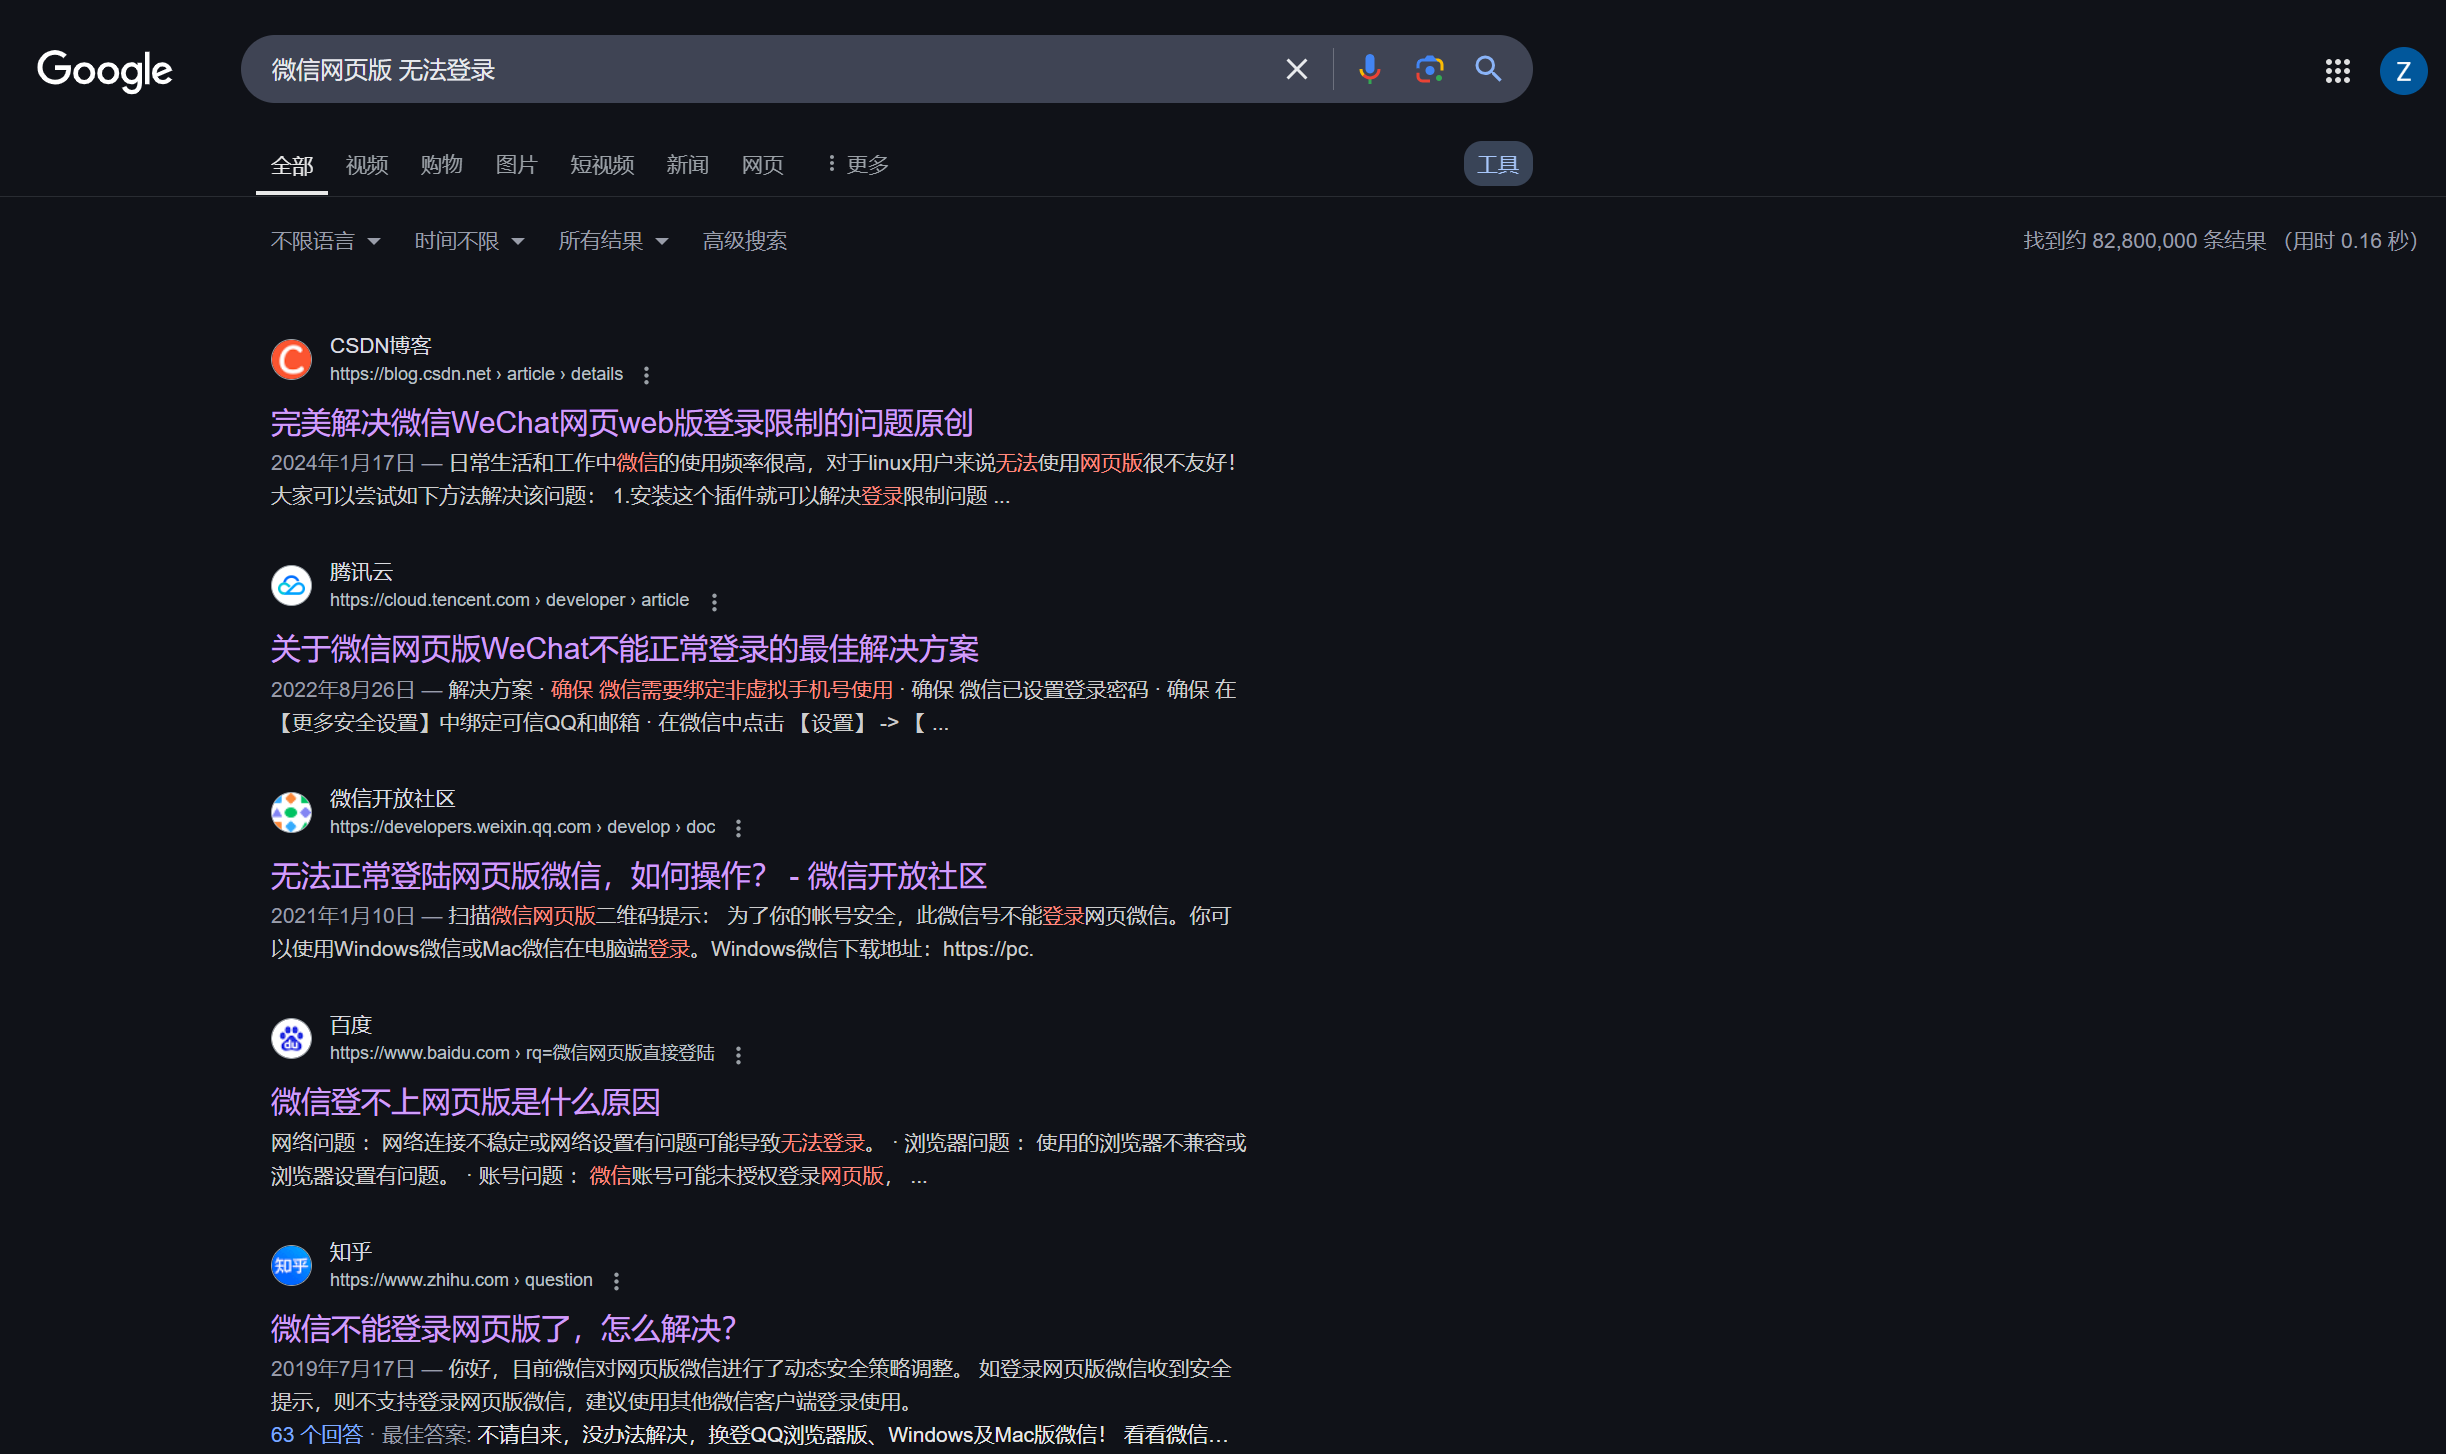 Google
微信网页版 无法登录
Z
全部 视频 购物 图片 短视频 新闻 网页 更多
工具
不限语言 时间不限 所有结果 高级搜索
找到约 82,800,000 条结果 （用时 0.16 秒）
CSDN博客
https://blog.csdn.net › article › details
完美解决微信WeChat网页web版登录限制的问题原创
2024年1月17日 — 日常生活和工作中微信的使用频率很高，对于linux用户来说无法使用网页版很不友好！
大家可以尝试如下方法解决该问题： 1.安装这个插件就可以解决登录限制问题 ...
腾讯云
https://cloud.tencent.com › developer › article
关于微信网页版WeChat不能正常登录的最佳解决方案
2022年8月26日 — 解决方案 · 确保 微信需要绑定非虚拟手机号使用 · 确保 微信已设置登录密码 · 确保 在
【更多安全设置】中绑定可信QQ和邮箱 · 在微信中点击 【设置】 -> 【 ...
微信开放社区
https://developers.weixin.qq.com › develop › doc
无法正常登陆网页版微信，如何操作？ - 微信开放社区
2021年1月10日 — 扫描微信网页版二维码提示： 为了你的帐号安全，此微信号不能登录网页微信。你可
以使用Windows微信或Mac微信在电脑端登录。Windows微信下载地址：https://pc.
百度
du
https://www.baidu.com › rq=微信网页版直接登陆
微信登不上网页版是什么原因
网络问题 ：网络连接不稳定或网络设置有问题可能导致无法登录。 · 浏览器问题 ：使用的浏览器不兼容或
浏览器设置有问题。 · 账号问题 ：微信账号可能未授权登录网页版， ...
知乎
知乎
https://www.zhihu.com › question
微信不能登录网页版了，怎么解决？
2019年7月17日 — 你好，目前微信对网页版微信进行了动态安全策略调整。 如登录网页版微信收到安全
提示，则不支持登录网页版微信，建议使用其他微信客户端登录使用。
63 个回答 · 最佳答案: 不请自来，没办法解决，换登QQ浏览器版、Windows及Mac版微信！ 看看微信...